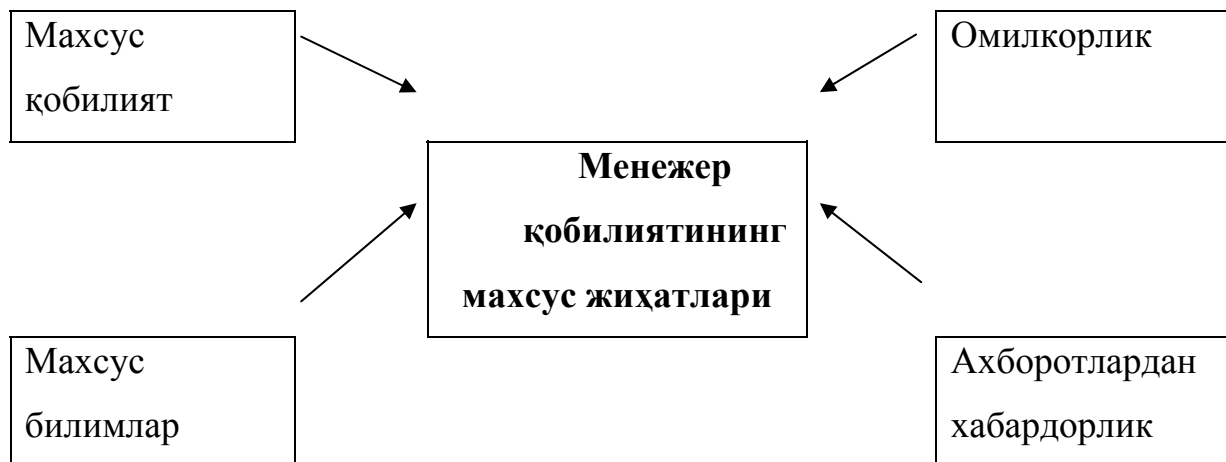 Махсус
қобилият
Омилкорлик
Менежер
қобилиятининг
махсус жиҳатлари
Махсус
билимлар
Ахборотлардан
хабардорлик